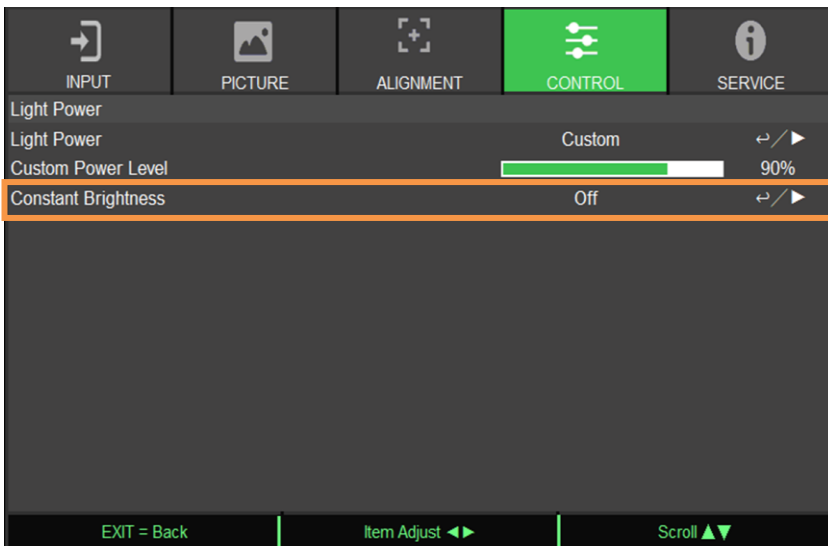 INPUT PICTURE ALIGNMENT CONTROL SERVICE
Light Power
Light Power Custom ↩/▶
Custom Power Level 90%
Constant Brightness Off ↩/▶
EXIT = Back Item Adjust ◀▶ Scroll ▲▼